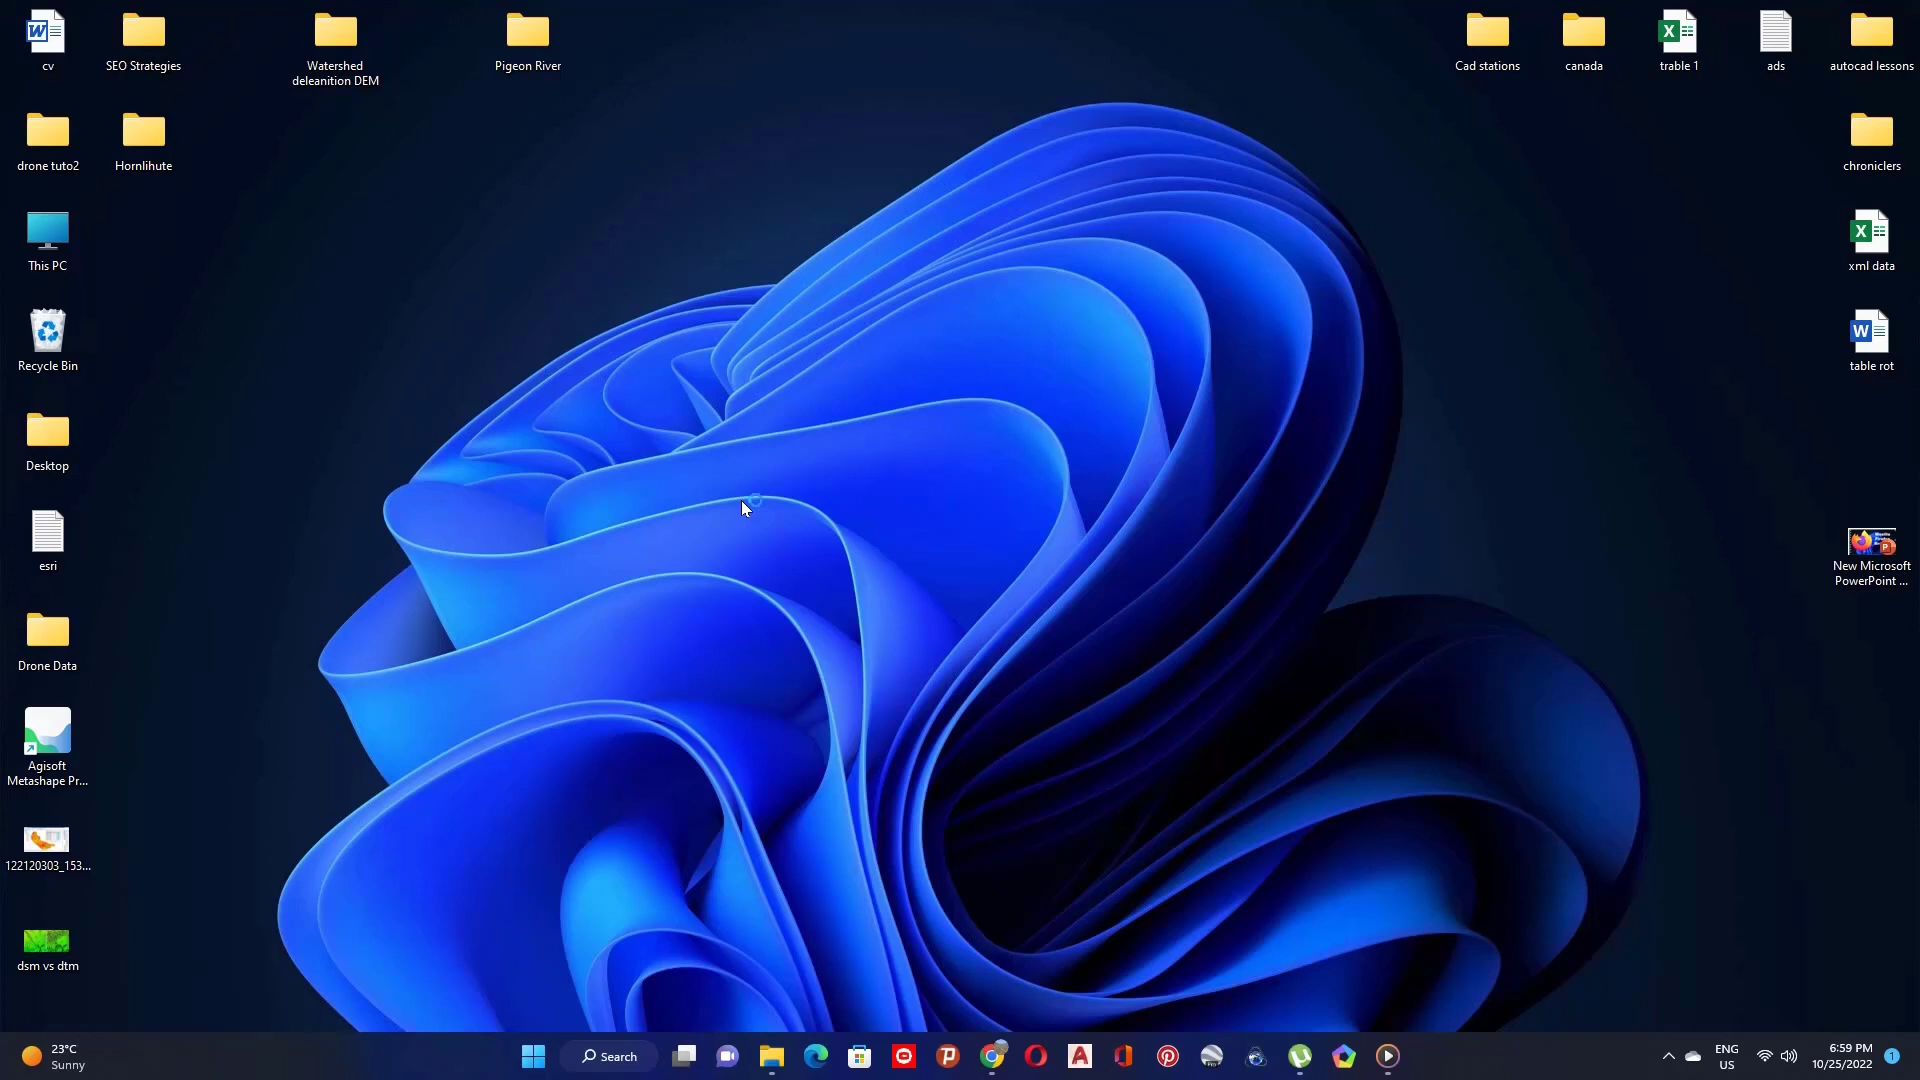 cv
SEO Strategies
Watershed
deleanition DEM
Pigeon River
Cad stations
canada
trable 1
ads
autocad lessons
drone tuto2
Hornlihute
chroniclers
This PC
xml data
Recycle Bin
table rot
Desktop
esri
New Microsoft
PowerPoint ...
Drone Data
Agisoft
Metashape Pr...
122120303_153...
dsm vs dtm
23°C
Sunny
Search
ENG
US
6:59 PM
10/25/2022
1